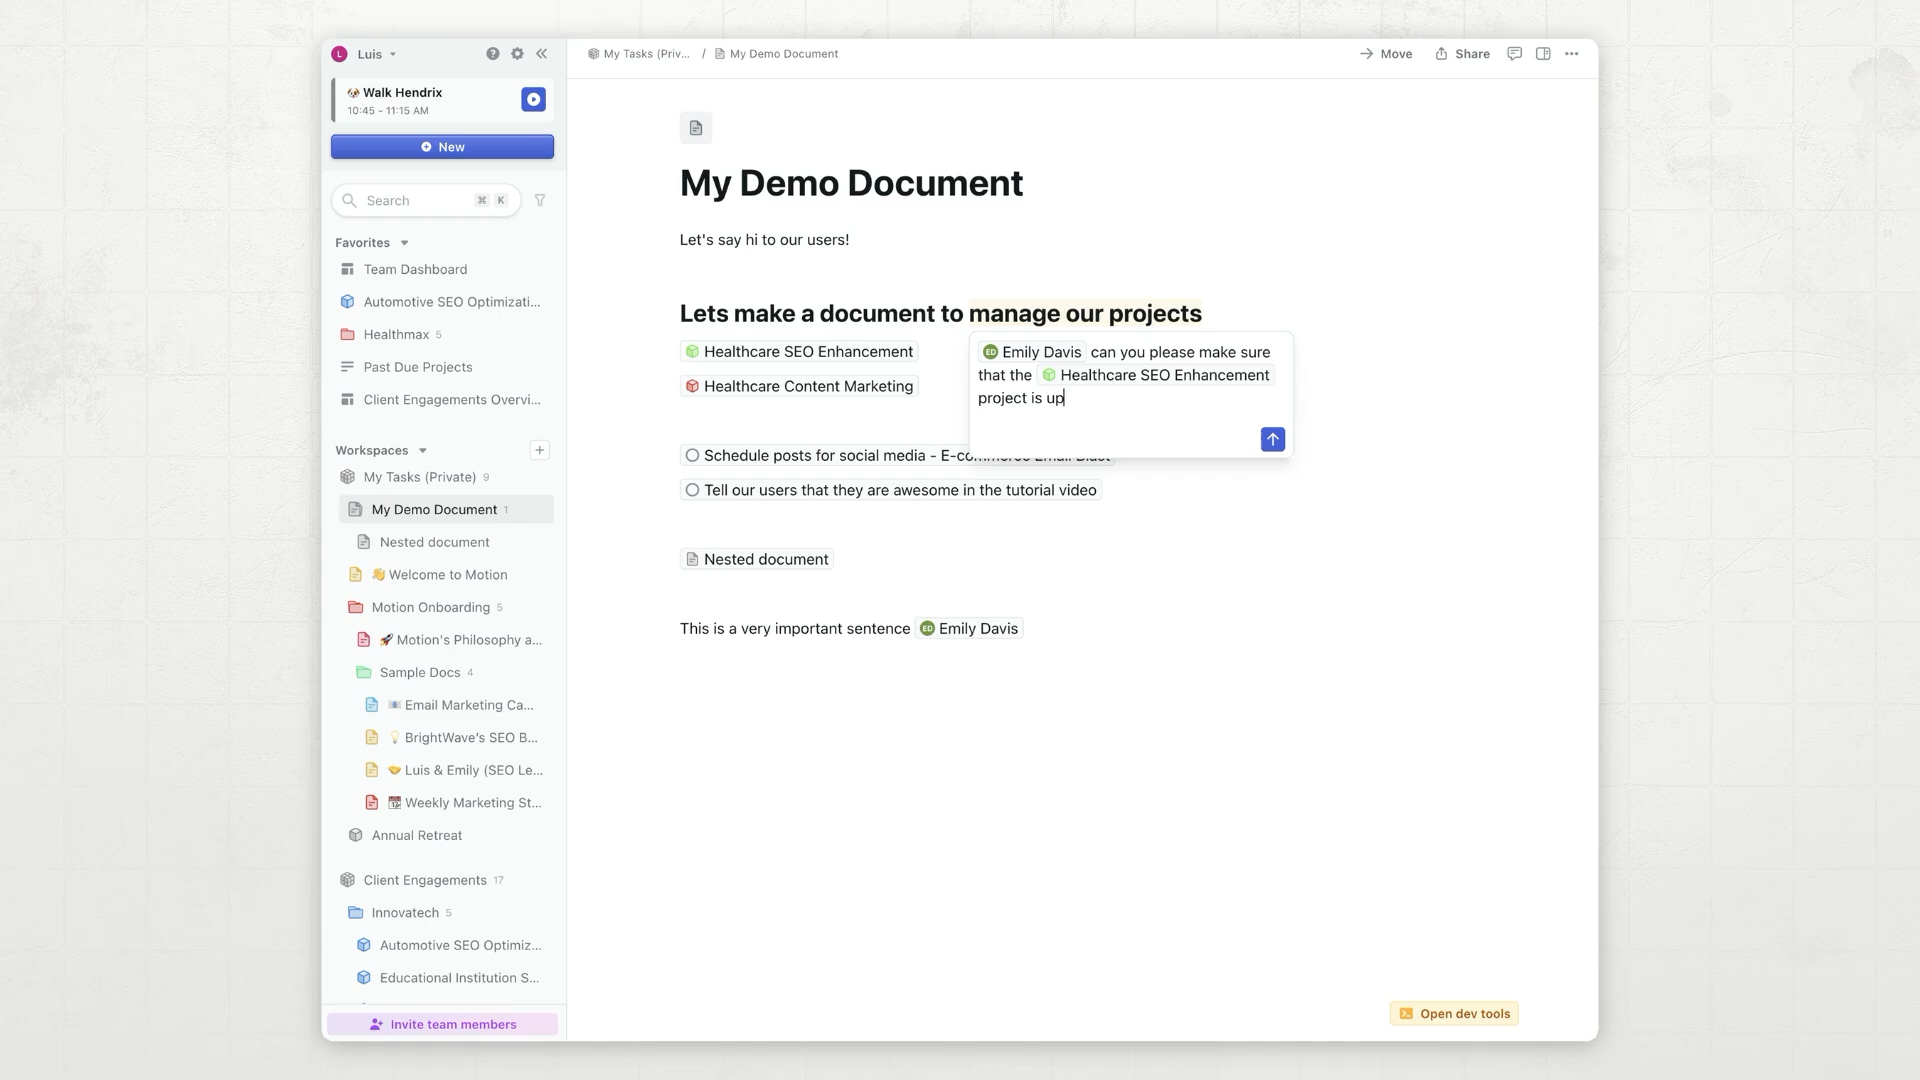 L Luis
Walk Hendrix
10:45 - 11:15 AM
New
Search ⌘ K
Favorites
Team Dashboard
Automotive SEO Optimizati...
Healthmax 5
Past Due Projects
Client Engagements Overvi...
Workspaces
My Tasks (Private) 9
My Demo Document 1
Nested document
👋 Welcome to Motion
Motion Onboarding 5
🚀 Motion's Philosophy a...
Sample Docs 4
📧 Email Marketing Ca...
💡 BrightWave's SEO B...
🤝 Luis & Emily (SEO Le...
📆 Weekly Marketing St...
Annual Retreat
Client Engagements 17
Innovatech 5
Automotive SEO Optimiz...
Educational Institution S...
Invite team members
My Tasks (Priv... / My Demo Document
Move
Share
My Demo Document
Let's say hi to our users!
Lets make a document to manage our projects
Healthcare SEO Enhancement
Healthcare Content Marketing
ED Emily Davis can you please make sure
that the Healthcare SEO Enhancement
project is up
Schedule posts for social media - E-commerce Email Blast
Tell our users that they are awesome in the tutorial video
Nested document
This is a very important sentence ED Emily Davis
Open dev tools